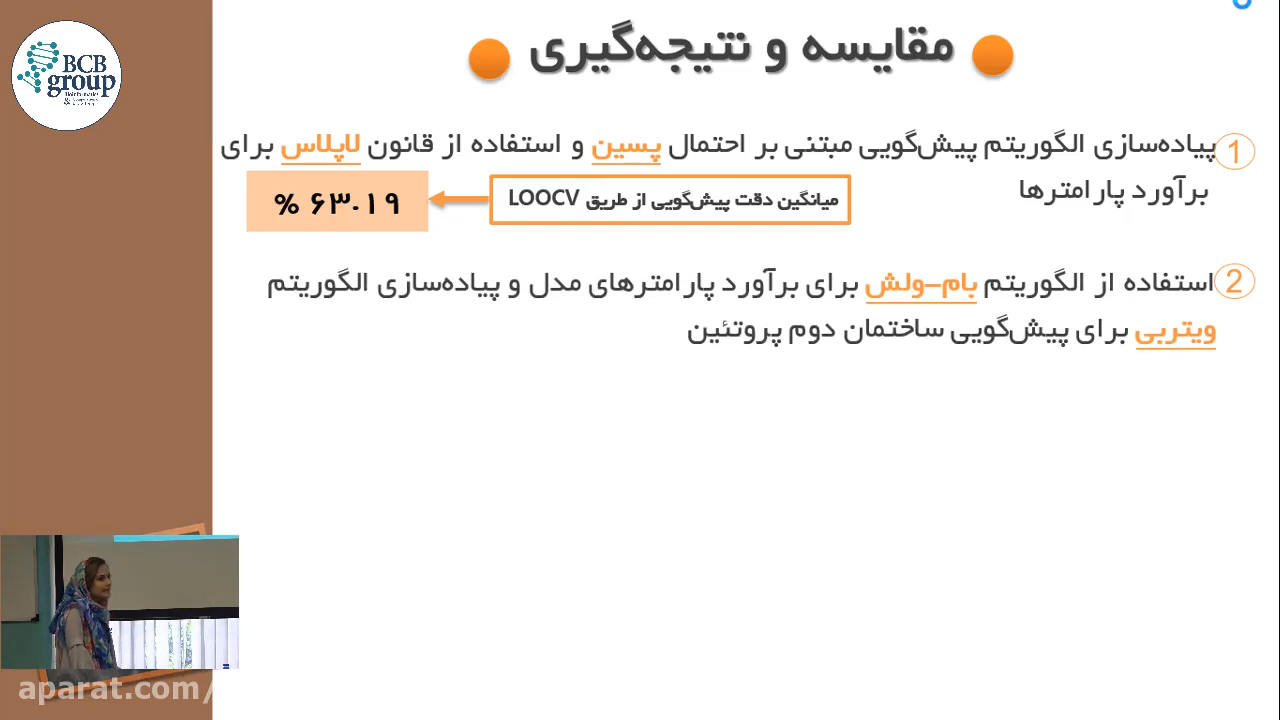 BCB
group
مقایسه و نتیجه‌گیری
1 پیاده‌سازی الگوریتم پیش‌گویی مبتنی بر احتمال پسین و استفاده از قانون لاپلاس برای
برآورد پارامترها
میانگین دقت پیش‌گویی از طریق LOOCV
۶۳.۱۹ %
2 استفاده از الگوریتم بام-ولش برای برآورد پارامترهای مدل و پیاده‌سازی الگوریتم
ویتربی برای پیش‌گویی ساختمان دوم پروتئین
aparat.com/